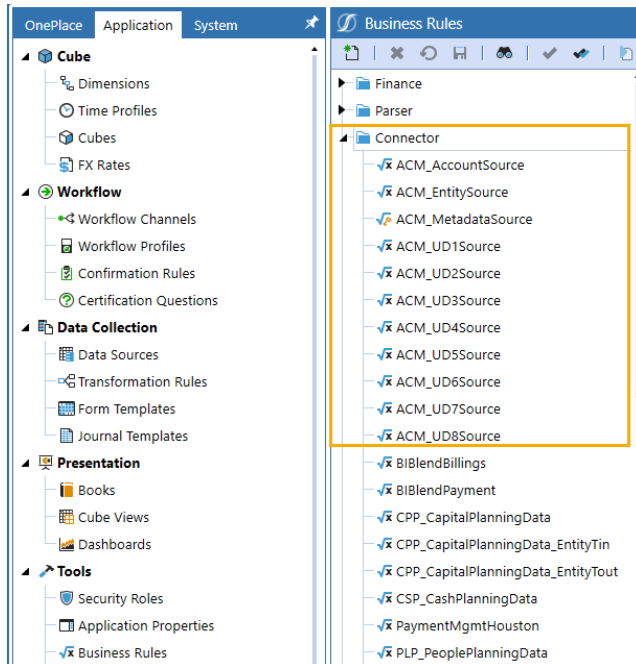 OnePlace Application System
Cube
Dimensions
Time Profiles
Cubes
FX Rates
Workflow
Workflow Channels
Workflow Profiles
Confirmation Rules
Certification Questions
Data Collection
Data Sources
Transformation Rules
Form Templates
Journal Templates
Presentation
Books
Cube Views
Dashboards
Tools
Security Roles
Application Properties
Business Rules
Business Rules
Finance
Parser
Connector
ACM_AccountSource
ACM_EntitySource
ACM_MetadataSource
ACM_UD1Source
ACM_UD2Source
ACM_UD3Source
ACM_UD4Source
ACM_UD5Source
ACM_UD6Source
ACM_UD7Source
ACM_UD8Source
BIBlendBillings
BIBlendPayment
CPP_CapitalPlanningData
CPP_CapitalPlanningData_EntityTin
CPP_CapitalPlanningData_EntityTout
CSP_CashPlanningData
PaymentMgmtHouston
PLP_PeoplePlanningData